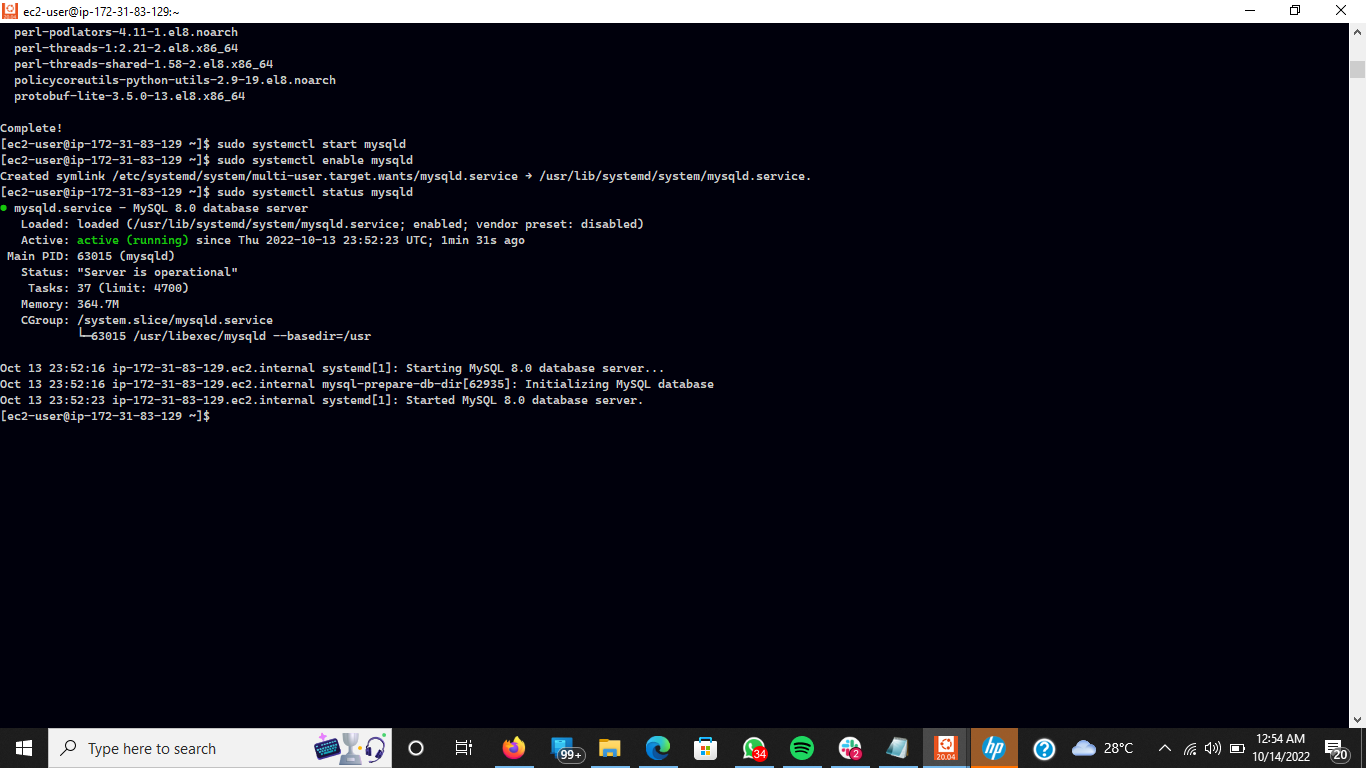 ec2-user@ip-172-31-83-129:~
  perl-podlators-4.11-1.el8.noarch
  perl-threads-1:2.21-2.el8.x86_64
  perl-threads-shared-1.58-2.el8.x86_64
  policycoreutils-python-utils-2.9-19.el8.noarch
  protobuf-lite-3.5.0-13.el8.x86_64
Complete!
[ec2-user@ip-172-31-83-129 ~]$ sudo systemctl start mysqld
[ec2-user@ip-172-31-83-129 ~]$ sudo systemctl enable mysqld
Created symlink /etc/systemd/system/multi-user.target.wants/mysqld.service → /usr/lib/systemd/system/mysqld.service.
[ec2-user@ip-172-31-83-129 ~]$ sudo systemctl status mysqld
● mysqld.service - MySQL 8.0 database server
   Loaded: loaded (/usr/lib/systemd/system/mysqld.service; enabled; vendor preset: disabled)
   Active: active (running) since Thu 2022-10-13 23:52:23 UTC; 1min 31s ago
 Main PID: 63015 (mysqld)
   Status: "Server is operational"
    Tasks: 37 (limit: 4700)
   Memory: 364.7M
   CGroup: /system.slice/mysqld.service
           └─63015 /usr/libexec/mysqld --basedir=/usr
Oct 13 23:52:16 ip-172-31-83-129.ec2.internal systemd[1]: Starting MySQL 8.0 database server...
Oct 13 23:52:16 ip-172-31-83-129.ec2.internal mysql-prepare-db-dir[62935]: Initializing MySQL database
Oct 13 23:52:23 ip-172-31-83-129.ec2.internal systemd[1]: Started MySQL 8.0 database server.
[ec2-user@ip-172-31-83-129 ~]$
Type here to search
99+
34
2
20.04
hp
28°C
12:54 AM
10/14/2022
20